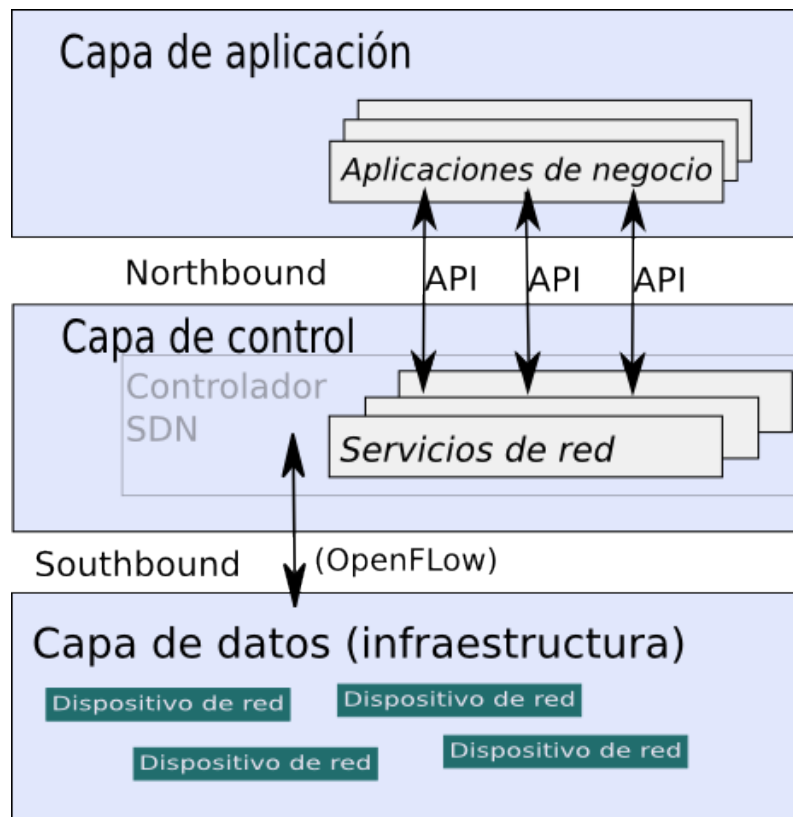 Capa de aplicación
Aplicaciones de negocio
Northbound
API
API
API
Capa de control
Controlador
SDN
Servicios de red
Southbound
(OpenFLow)
Capa de datos (infraestructura)
Dispositivo de red
Dispositivo de red
Dispositivo de red
Dispositivo de red